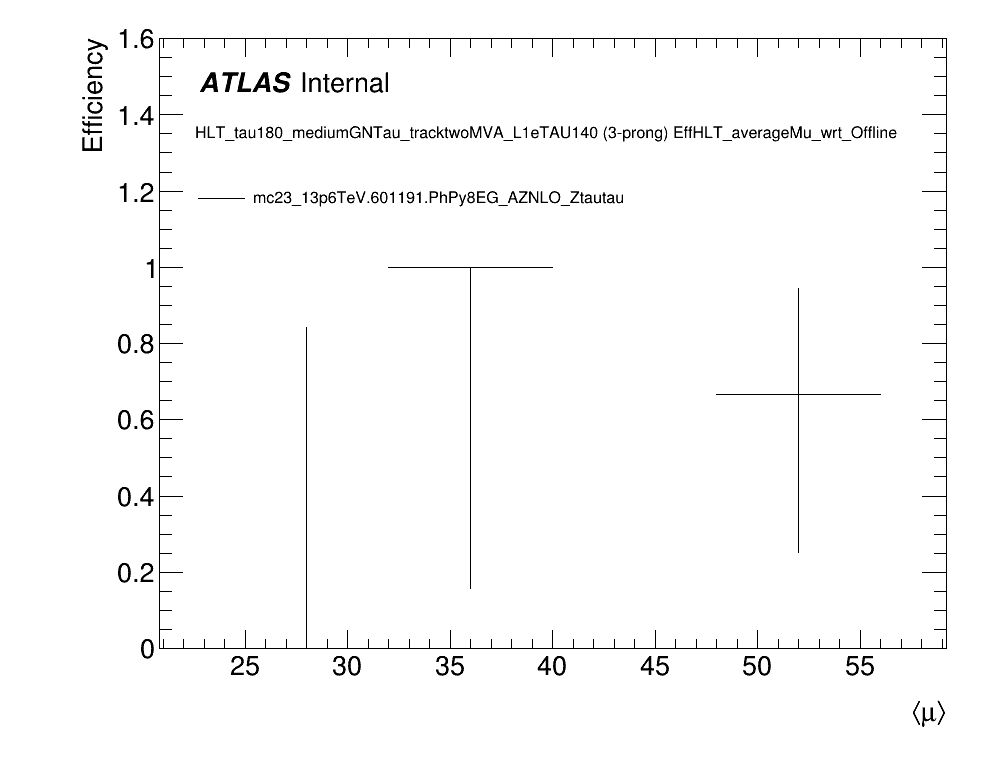 Efficiency
1.6
1.4
1.2
1
0.8
0.6
0.4
0.2
0
ATLAS Internal
HLT_tau180_mediumGNTau_tracktwoMVA_L1eTAU140 (3-prong) EffHLT_averageMu_wrt_Offline
mc23_13p6TeV.601191.PhPy8EG_AZNLO_Ztautau
25 30 35 40 45 50 55
⟨μ⟩